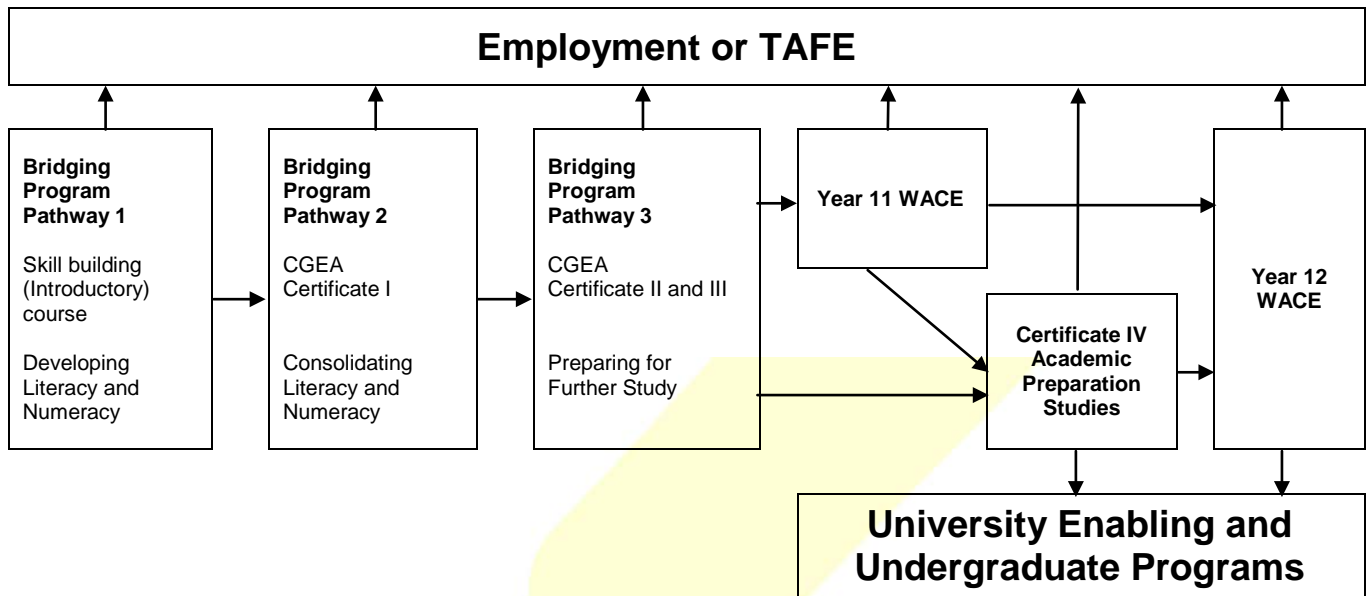 Employment or TAFE
Bridging
Program
Pathway 1
Skill building
(Introductory)
course
Developing
Literacy and
Numeracy
Bridging
Program
Pathway 2
CGEA
Certificate I
Consolidating
Literacy and
Numeracy
Bridging
Program
Pathway 3
CGEA
Certificate II and III
Preparing for
Further Study
Year 11 WACE
Certificate IV
Academic
Preparation
Studies
Year 12
WACE
University Enabling and
Undergraduate Programs